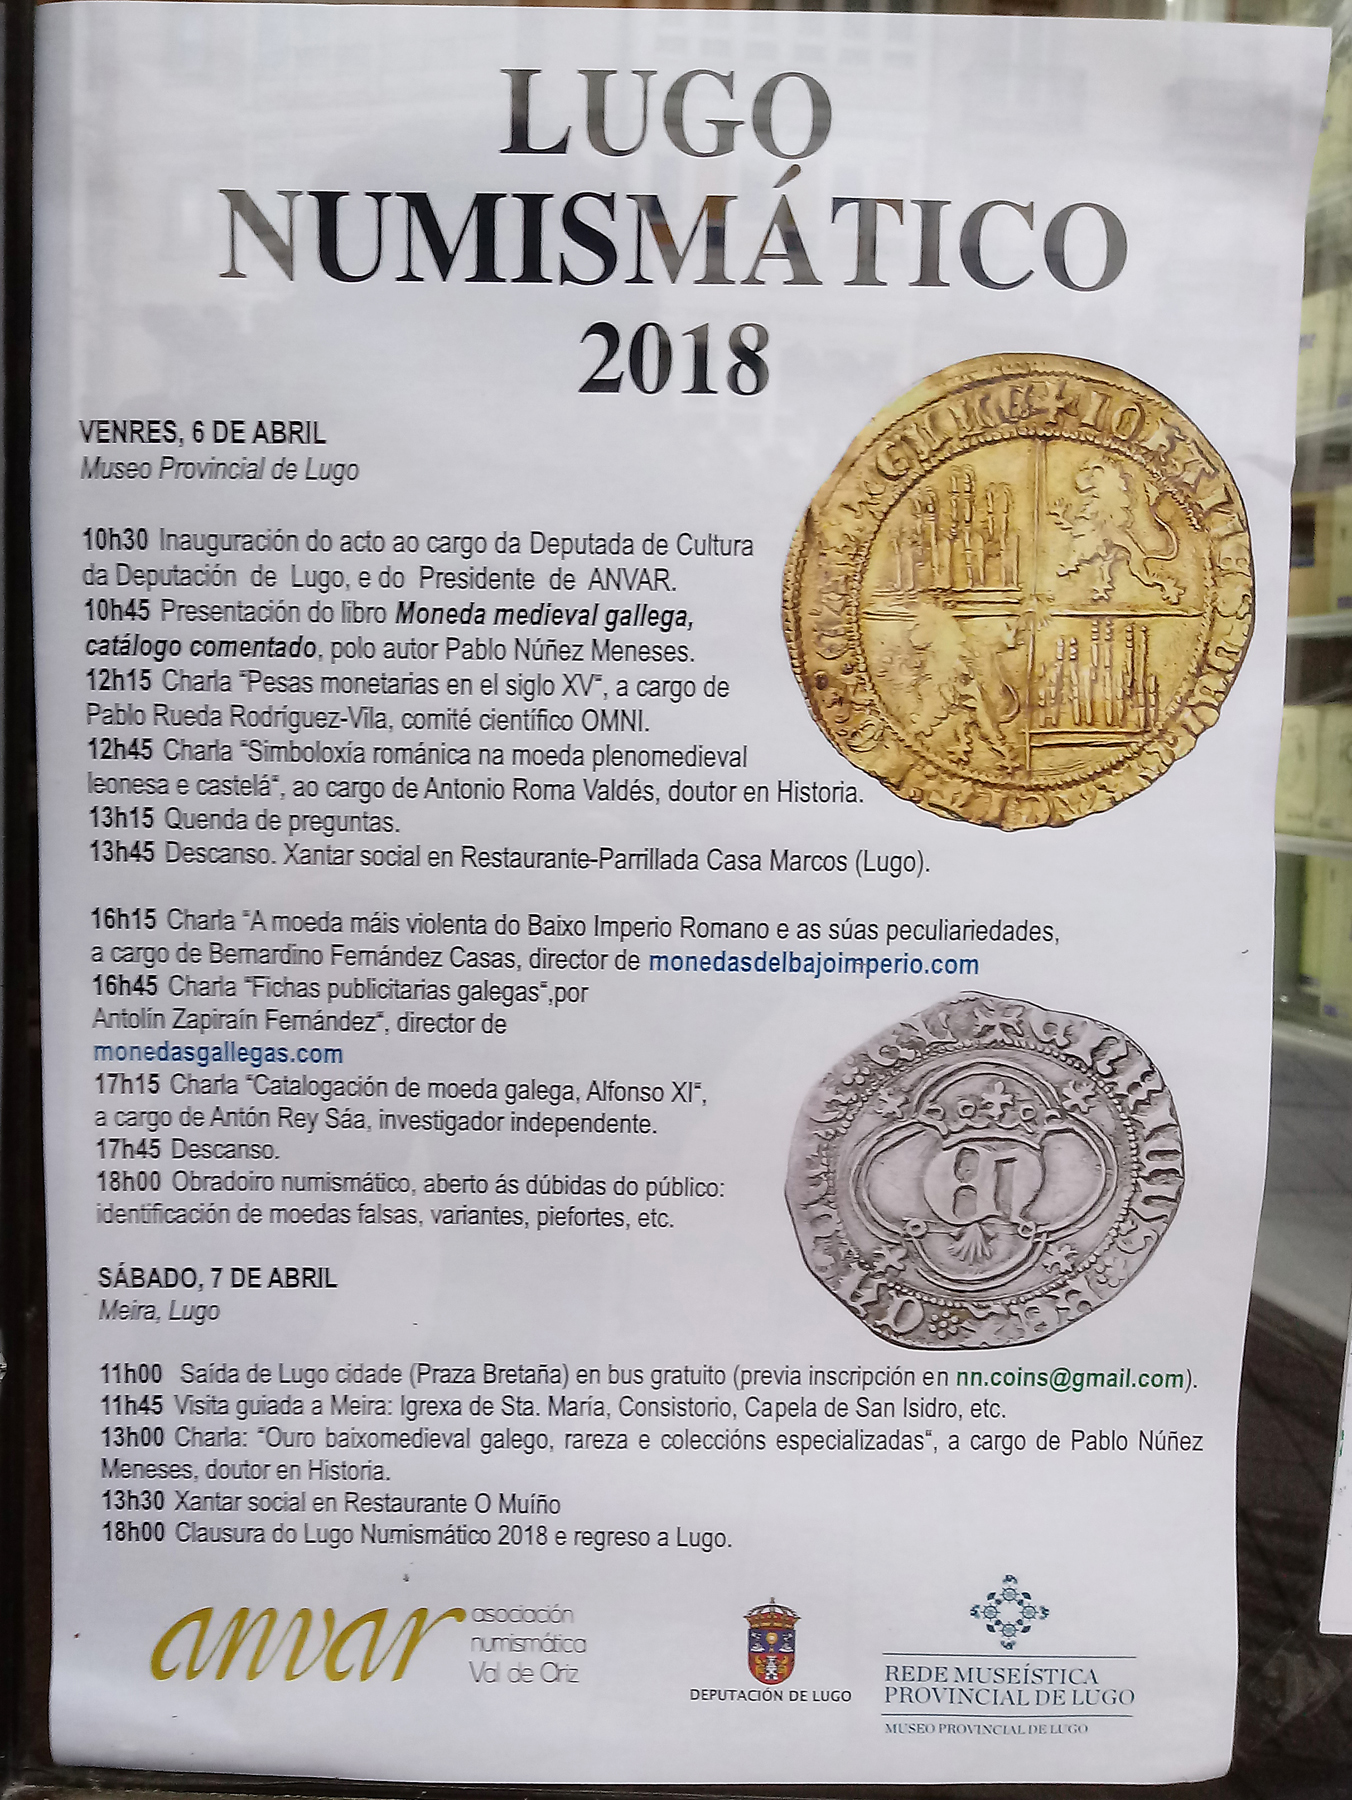 LUGO
NUMISMÁTICO
2018
VENRES, 6 DE ABRIL
Museo Provincial de Lugo
10h30 Inauguración do acto ao cargo da Deputada de Cultura
da Deputación de Lugo, e do Presidente de ANVAR.
10h45 Presentación do libro Moneda medieval gallega,
catálogo comentado, polo autor Pablo Núñez Meneses.
12h15 Charla “Pesas monetarias en el siglo XV“, a cargo de
Pablo Rueda Rodríguez-Vila, comité científico OMNI.
12h45 Charla “Simboloxía románica na moeda plenomedieval
leonesa e castelá“, ao cargo de Antonio Roma Valdés, doutor en Historia.
13h15 Quenda de preguntas.
13h45 Descanso. Xantar social en Restaurante-Parrillada Casa Marcos (Lugo).
16h15 Charla “A moeda máis violenta do Baixo Imperio Romano e as súas peculiariedades,
a cargo de Bernardino Fernández Casas, director de monedasdelbajoimperio.com
16h45 Charla “Fichas publicitarias galegas“,por
Antolín Zapiraín Fernández“, director de
monedasgallegas.com
17h15 Charla “Catalogación de moeda galega, Alfonso XI“,
a cargo de Antón Rey Sáa, investigador independente.
17h45 Descanso.
18h00 Obradoiro numismático, aberto ás dúbidas do público:
identificación de moedas falsas, variantes, piefortes, etc.
SÁBADO, 7 DE ABRIL
Meira, Lugo
11h00 Saída de Lugo cidade (Praza Bretaña) en bus gratuito (previa inscripción en nn.coins@gmail.com).
11h45 Visita guiada a Meira: Igrexa de Sta. María, Consistorio, Capela de San Isidro, etc.
13h00 Charla: “Ouro baixomedieval galego, rareza e coleccións especializadas“, a cargo de Pablo Núñez
Meneses, doutor en Historia.
13h30 Xantar social en Restaurante O Muíño
18h00 Clausura do Lugo Numismático 2018 e regreso a Lugo.
anvar asociación
numismática
Val de Oriz
DEPUTACIÓN DE LUGO
REDE MUSEÍSTICA
PROVINCIAL DE LUGO
MUSEO PROVINCIAL DE LUGO